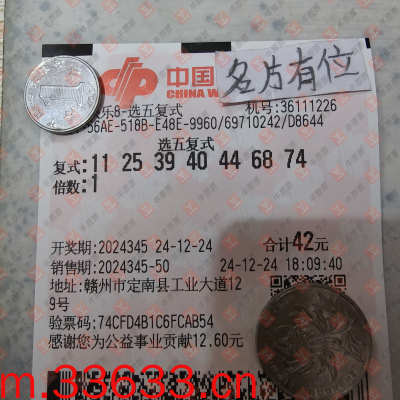 中国
CHINA W
名片有位
乐8-选五复式
机号:36111226
56AE-518B-E48E-9960/69710242/D8644
选五复式
复式: 11 25 39 40 44 68 74
倍数:1
开奖期:2024345 24-12-24 合计42元
销售期:2024345-50 24-12-24 18:09:40
地址:赣州市定南县工业大道12
9号
验票码:74CFD4B1C6FCAB54
感谢您为公益事业贡献12.60元
m.33633.cn